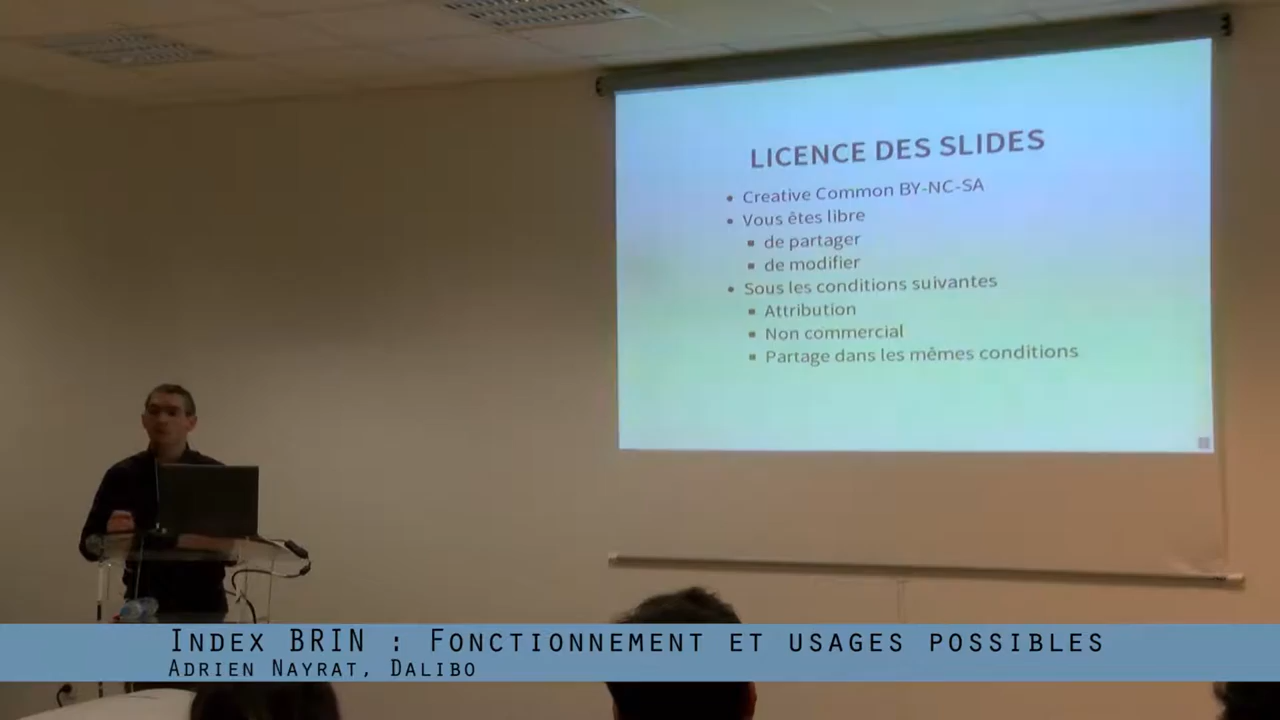 LICENCE DES SLIDES
• Creative Common BY-NC-SA
• Vous êtes libre
▪ de partager
▪ de modifier
• Sous les conditions suivantes
▪ Attribution
▪ Non commercial
▪ Partage dans les mêmes conditions
Index BRIN : Fonctionnement et usages possibles
Adrien Nayrat, Dalibo